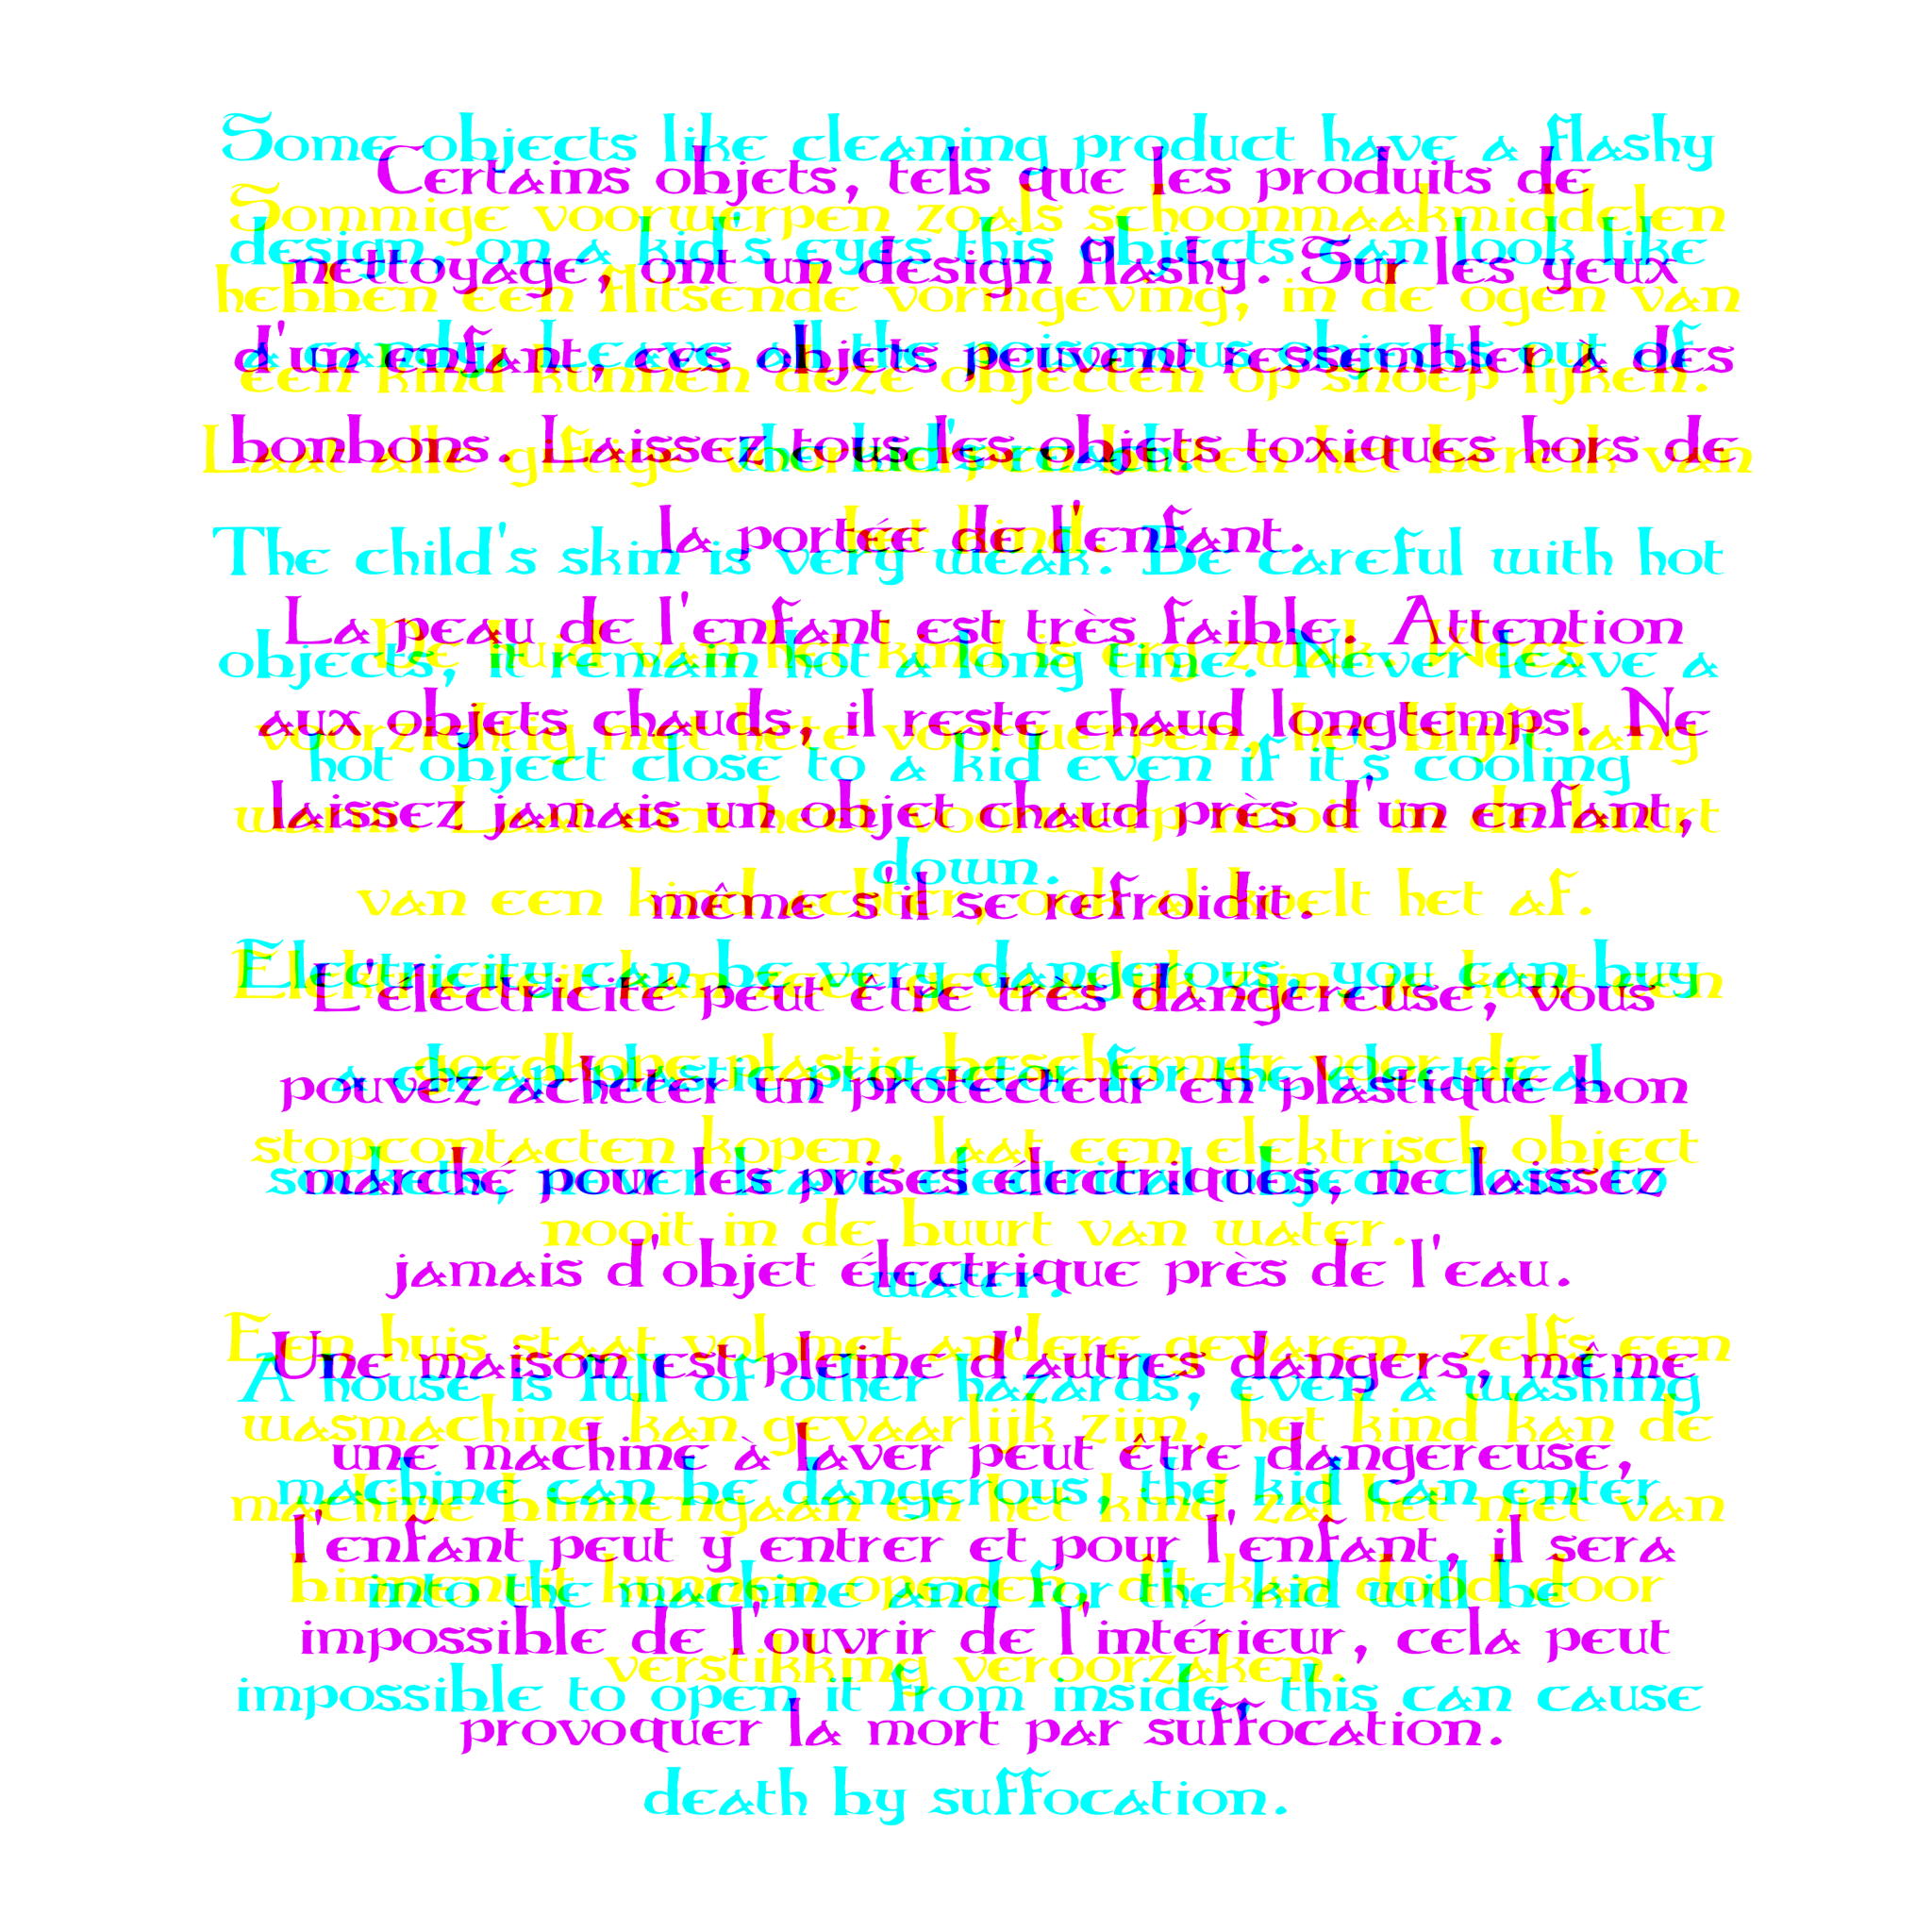 Some objects like cleaning product have a flashy
design, on a kid's eyes this objects can look like
a candy. Leave all the poisonous objects out of
the kid's reach.
The child's skin is very weak. Be careful with hot
objects, it remain hot a long time. Never leave a
hot object close to a kid even if it's cooling
down.
Electricity can be very dangerous, you can buy
a cheap plastic protector for the electrical
sockets, never leave electrical object close to
water.
A house is full of other hazards, even a washing
machine can be dangerous, the kid can enter
into the machine and for the kid will be
impossible to open it from inside, this can cause
death by suffocation.
Certains objets, tels que les produits de
nettoyage, ont un design flashy. Sur les yeux
d'un enfant, ces objets peuvent ressembler à des
bonbons. Laissez tous les objets toxiques hors de
la portée de l'enfant.
La peau de l'enfant est très faible. Attention
aux objets chauds, il reste chaud longtemps. Ne
laissez jamais un objet chaud près d'un enfant,
même s'il se refroidit.
L'électricité peut être très dangereuse, vous
pouvez acheter un protecteur en plastique bon
marché pour les prises électriques, ne laissez
jamais d'objet électrique près de l'eau.
Une maison est pleine d'autres dangers, même
une machine à laver peut être dangereuse,
l'enfant peut y entrer et pour l'enfant, il sera
impossible de l'ouvrir de l'intérieur, cela peut
provoquer la mort par suffocation.
Sommige voorwerpen zoals schoonmaakmiddelen
hebben een flitsende vormgeving, in de ogen van
een kind kunnen deze objecten op snoep lijken.
Laat alle giftige voorwerpen buiten het bereik van
het kind.
De huid van het kind is erg zwak. Wees
voorzichtig met hete voorwerpen, het blijft lang
warm. Laat een heet voorwerp nooit in de buurt
van een kind achter, ook al koelt het af.
Elektriciteit kan zeer gevaarlijk zijn, je kunt een
goedkope plastic beschermer voor de
stopcontacten kopen, laat een elektrisch object
nooit in de buurt van water.
Een huis staat vol met andere gevaren, zelfs een
wasmachine kan gevaarlijk zijn, het kind kan de
machine binnengaan en het kind zal het niet van
binnenuit kunnen openen, dit kan dood door
verstikking veroorzaken.